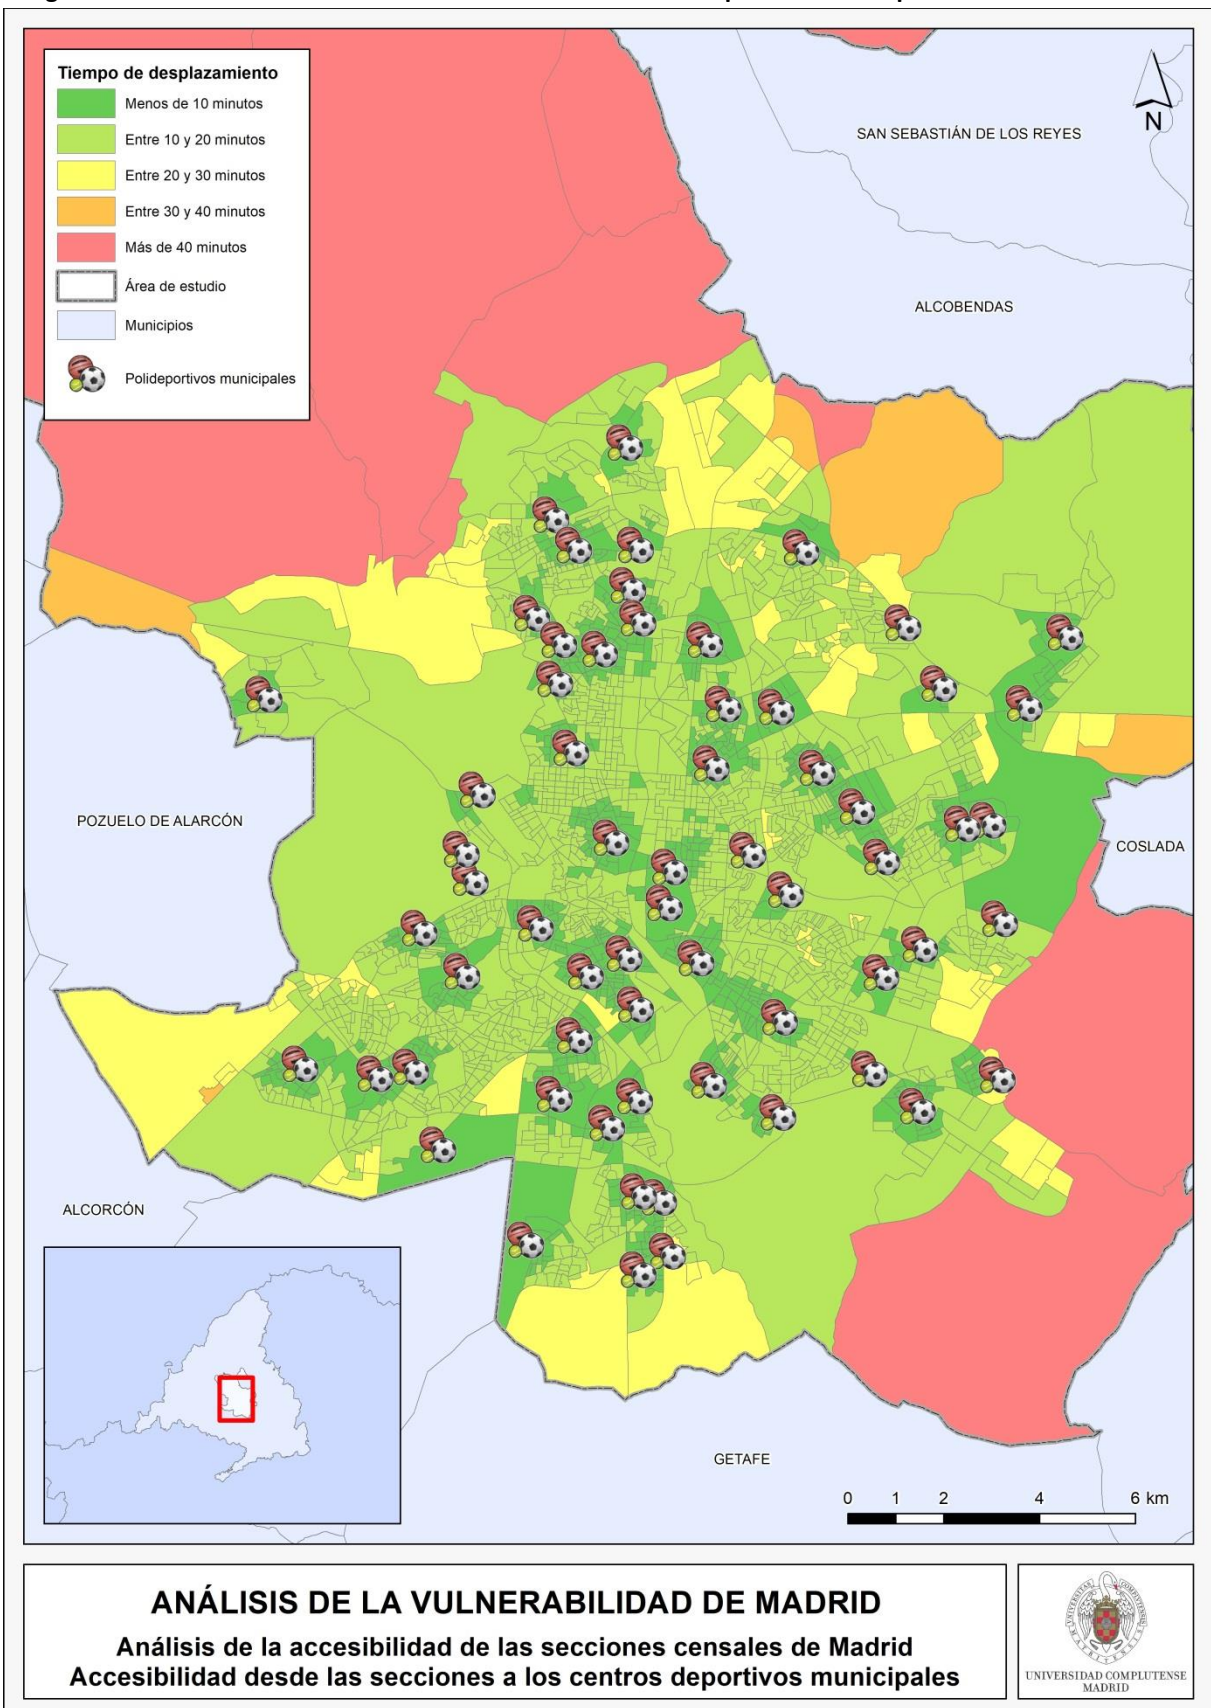 Tiempo de desplazamiento
Menos de 10 minutos
Entre 10 y 20 minutos
Entre 20 y 30 minutos
Entre 30 y 40 minutos
Más de 40 minutos
Área de estudio
Municipios
Polideportivos municipales
N
SAN SEBASTIÁN DE LOS REYES
ALCOBENDAS
POZUELO DE ALARCÓN
COSLADA
ALCORCÓN
GETAFE
0 1 2 4 6 km
ANÁLISIS DE LA VULNERABILIDAD DE MADRID
Análisis de la accesibilidad de las secciones censales de Madrid
Accesibilidad desde las secciones a los centros deportivos municipales
UNIVERSIDAD COMPLUTENSE
MADRID